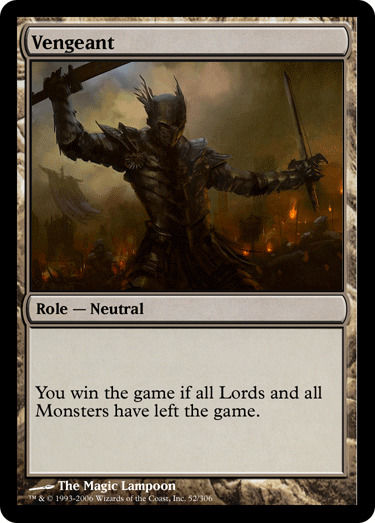 Vengeant
Role — Neutral
You win the game if all Lords and all
Monsters have left the game.
The Magic Lampoon
™ & © 1993-2006 Wizards of the Coast, Inc. 52/306